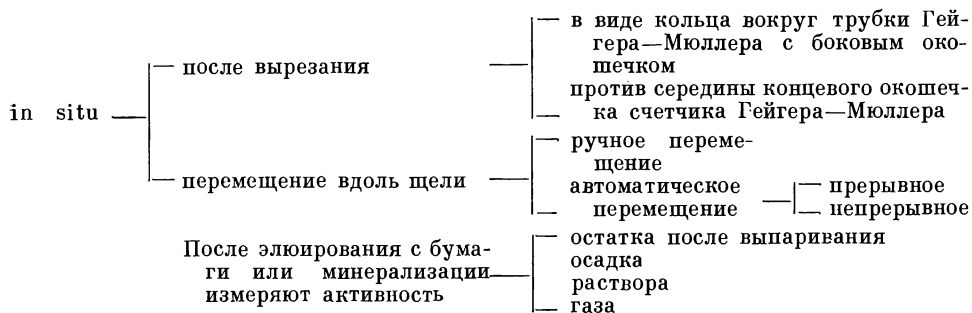 in situ
после вырезания
в виде кольца вокруг трубки Гей-
гера—Мюллера с боковым око-
шечком
против середины концевого окошеч-
ка счетчика Гейгера—Мюллера
перемещение вдоль щели
ручное переме-
щение
автоматическое
перемещение
прерывное
непрерывное
После элюирования с бума-
ги или минерализации
измеряют активность
остатка после выпаривания
осадка
раствора
газа